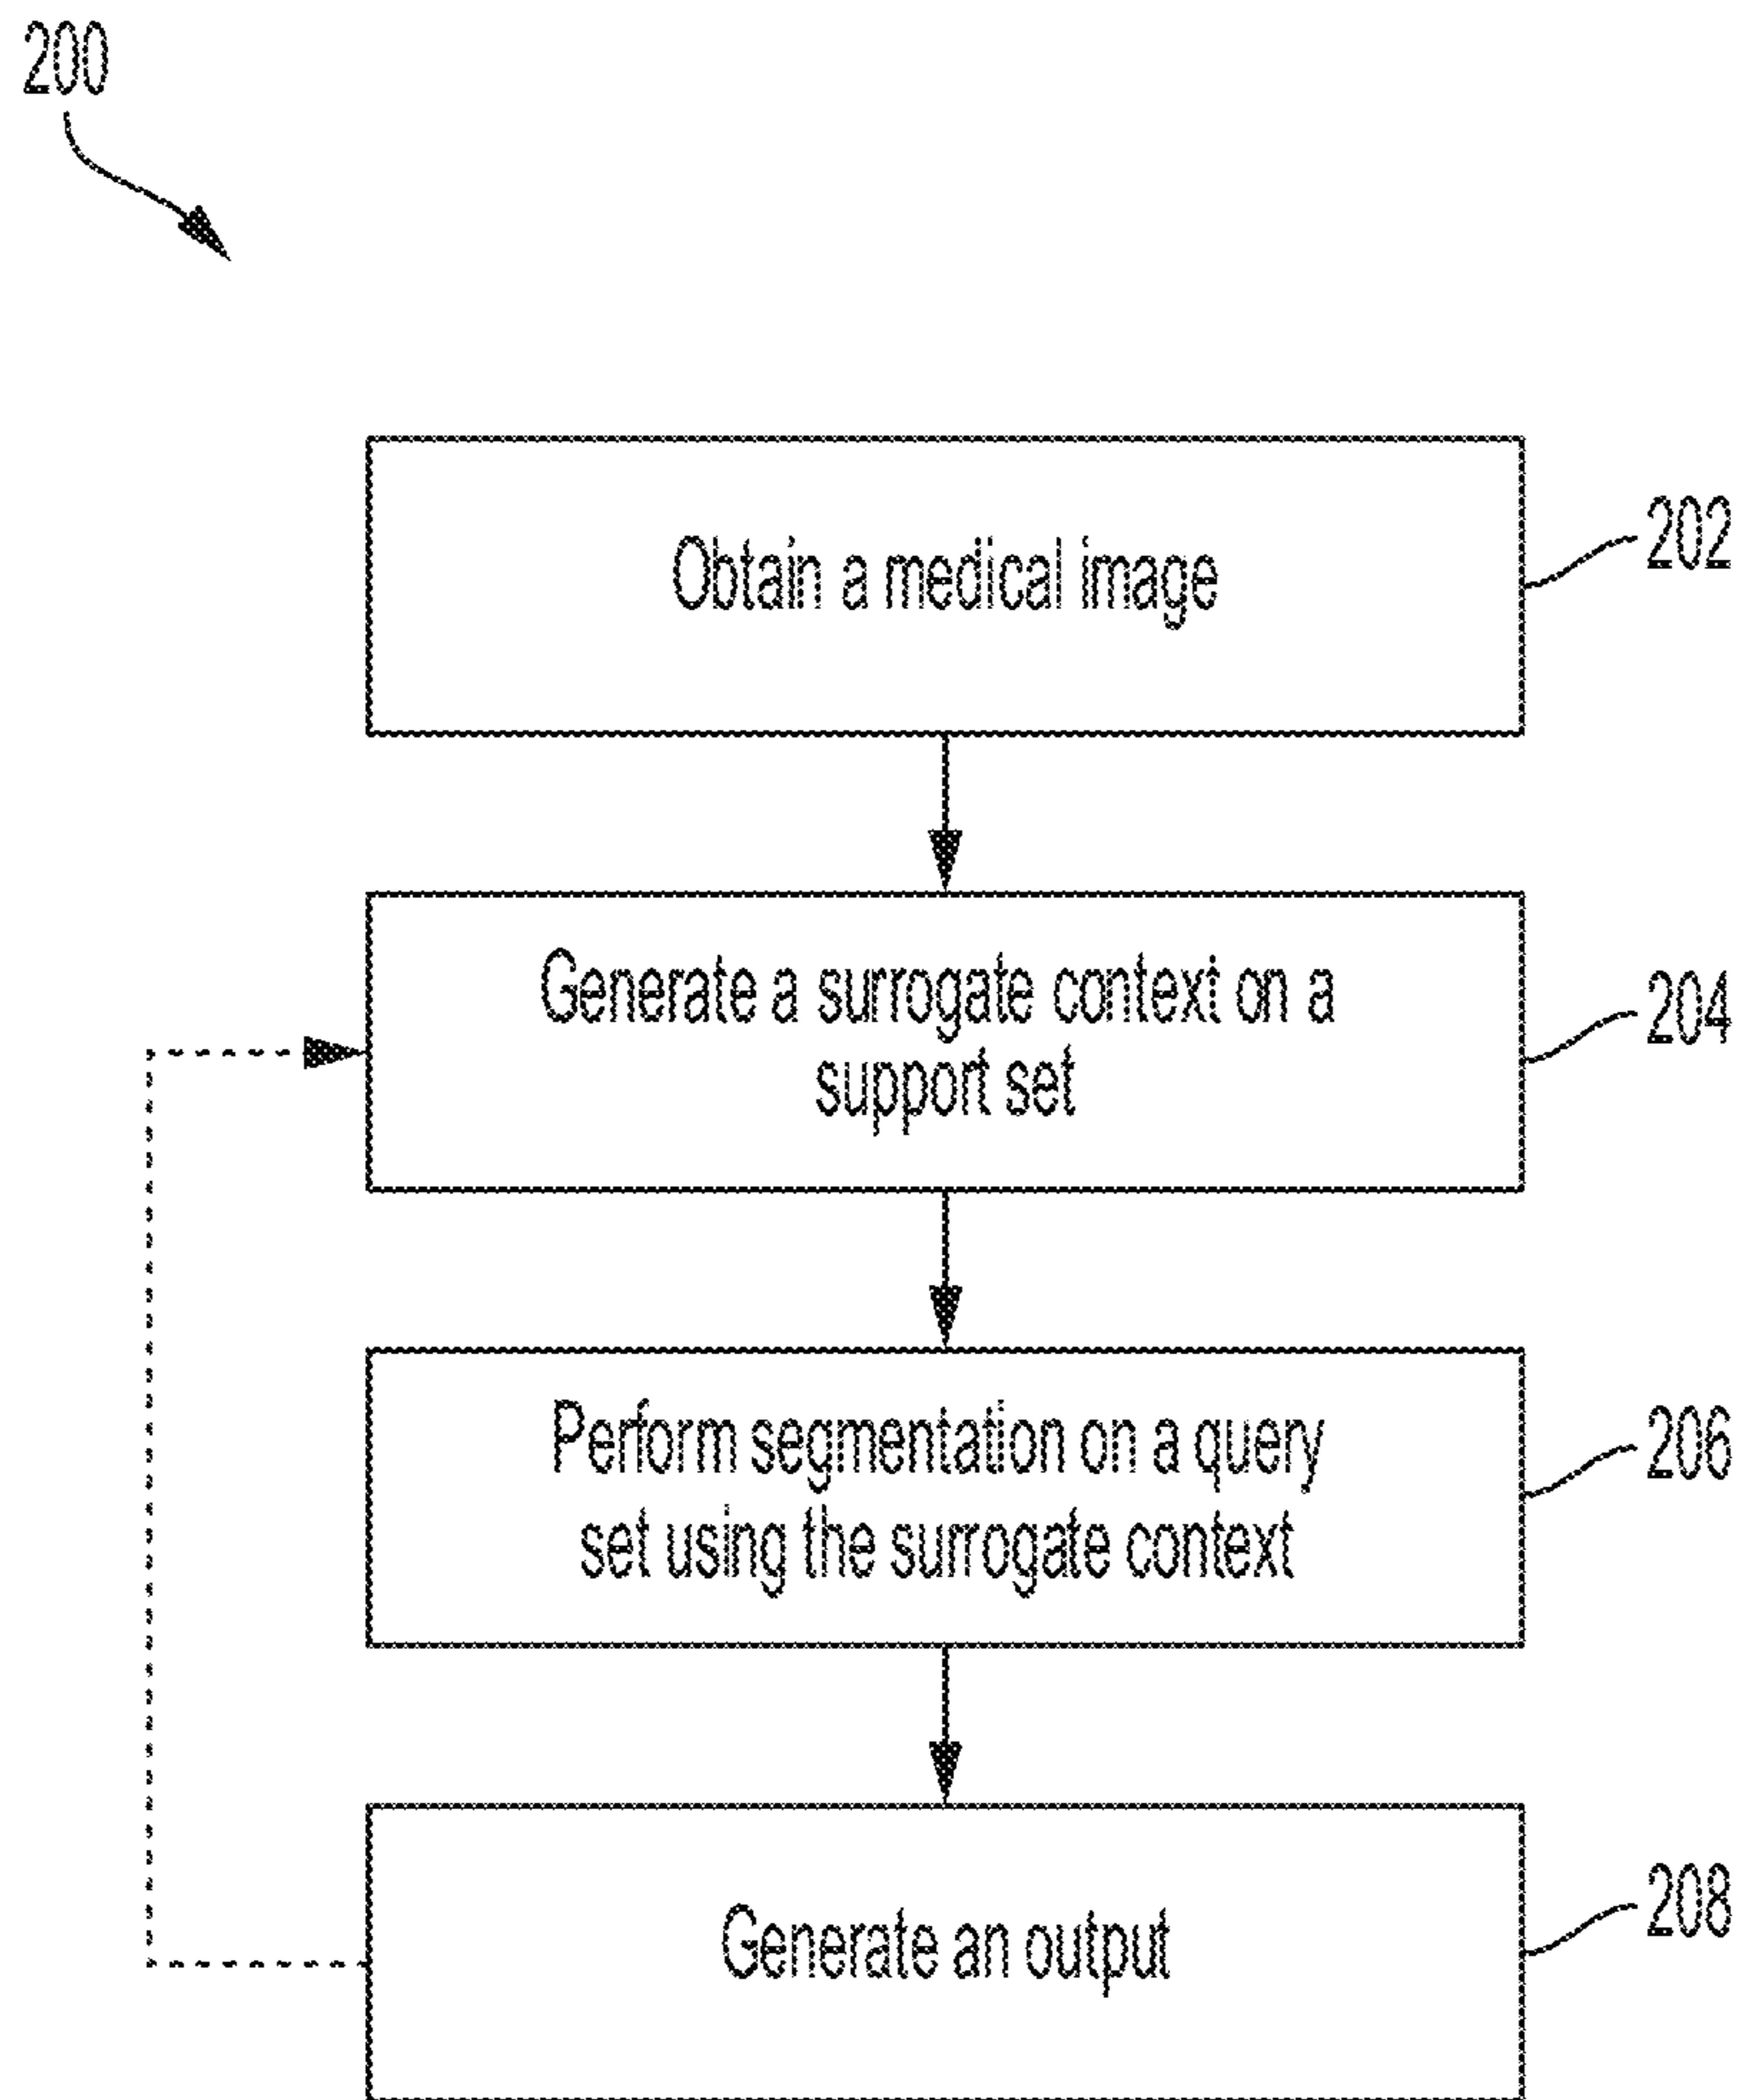 200
Obtain a medical image
202
Generate a surrogate context on a
support set
204
Perform segmentation on a query
set using the surrogate context
206
Generate an output
208